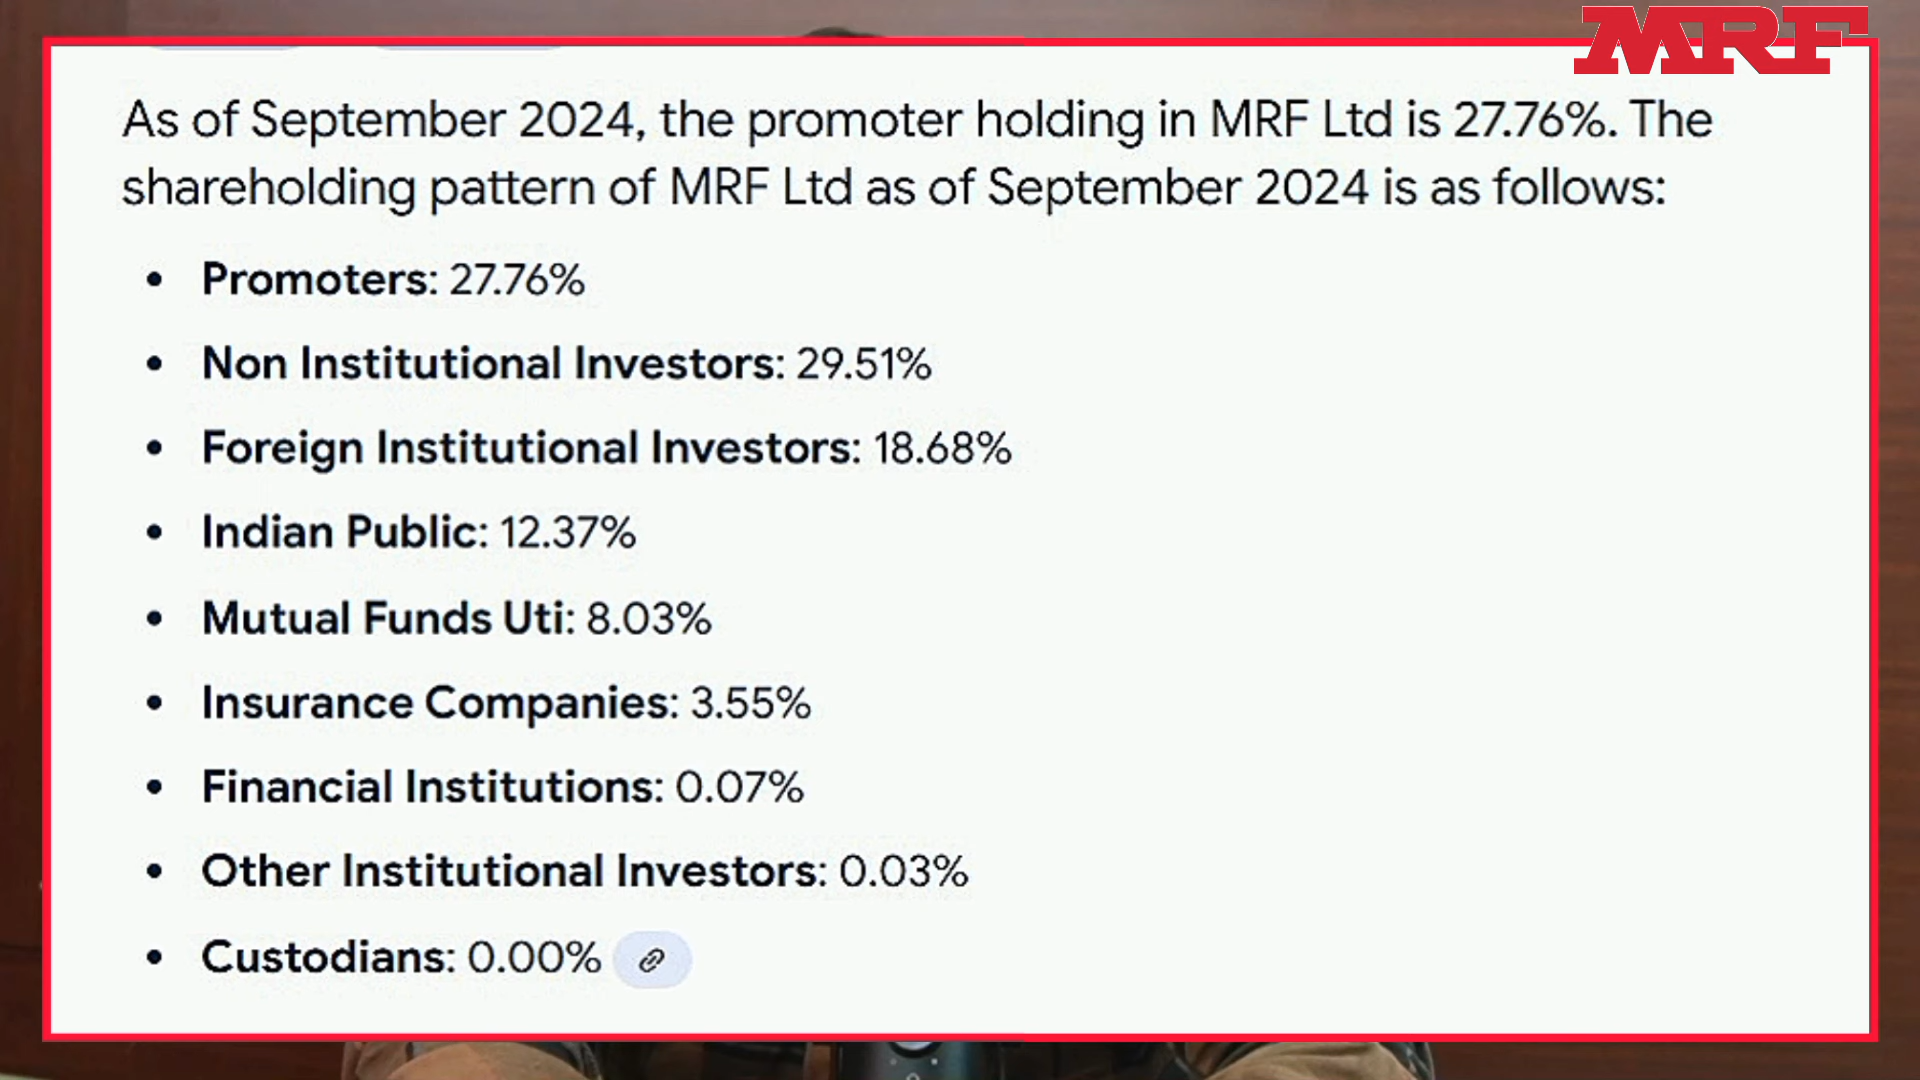 MRF
As of September 2024, the promoter holding in MRF Ltd is 27.76%. The
shareholding pattern of MRF Ltd as of September 2024 is as follows:
• Promoters: 27.76%
• Non Institutional Investors: 29.51%
• Foreign Institutional Investors: 18.68%
• Indian Public: 12.37%
• Mutual Funds Uti: 8.03%
• Insurance Companies: 3.55%
• Financial Institutions: 0.07%
• Other Institutional Investors: 0.03%
• Custodians: 0.00%